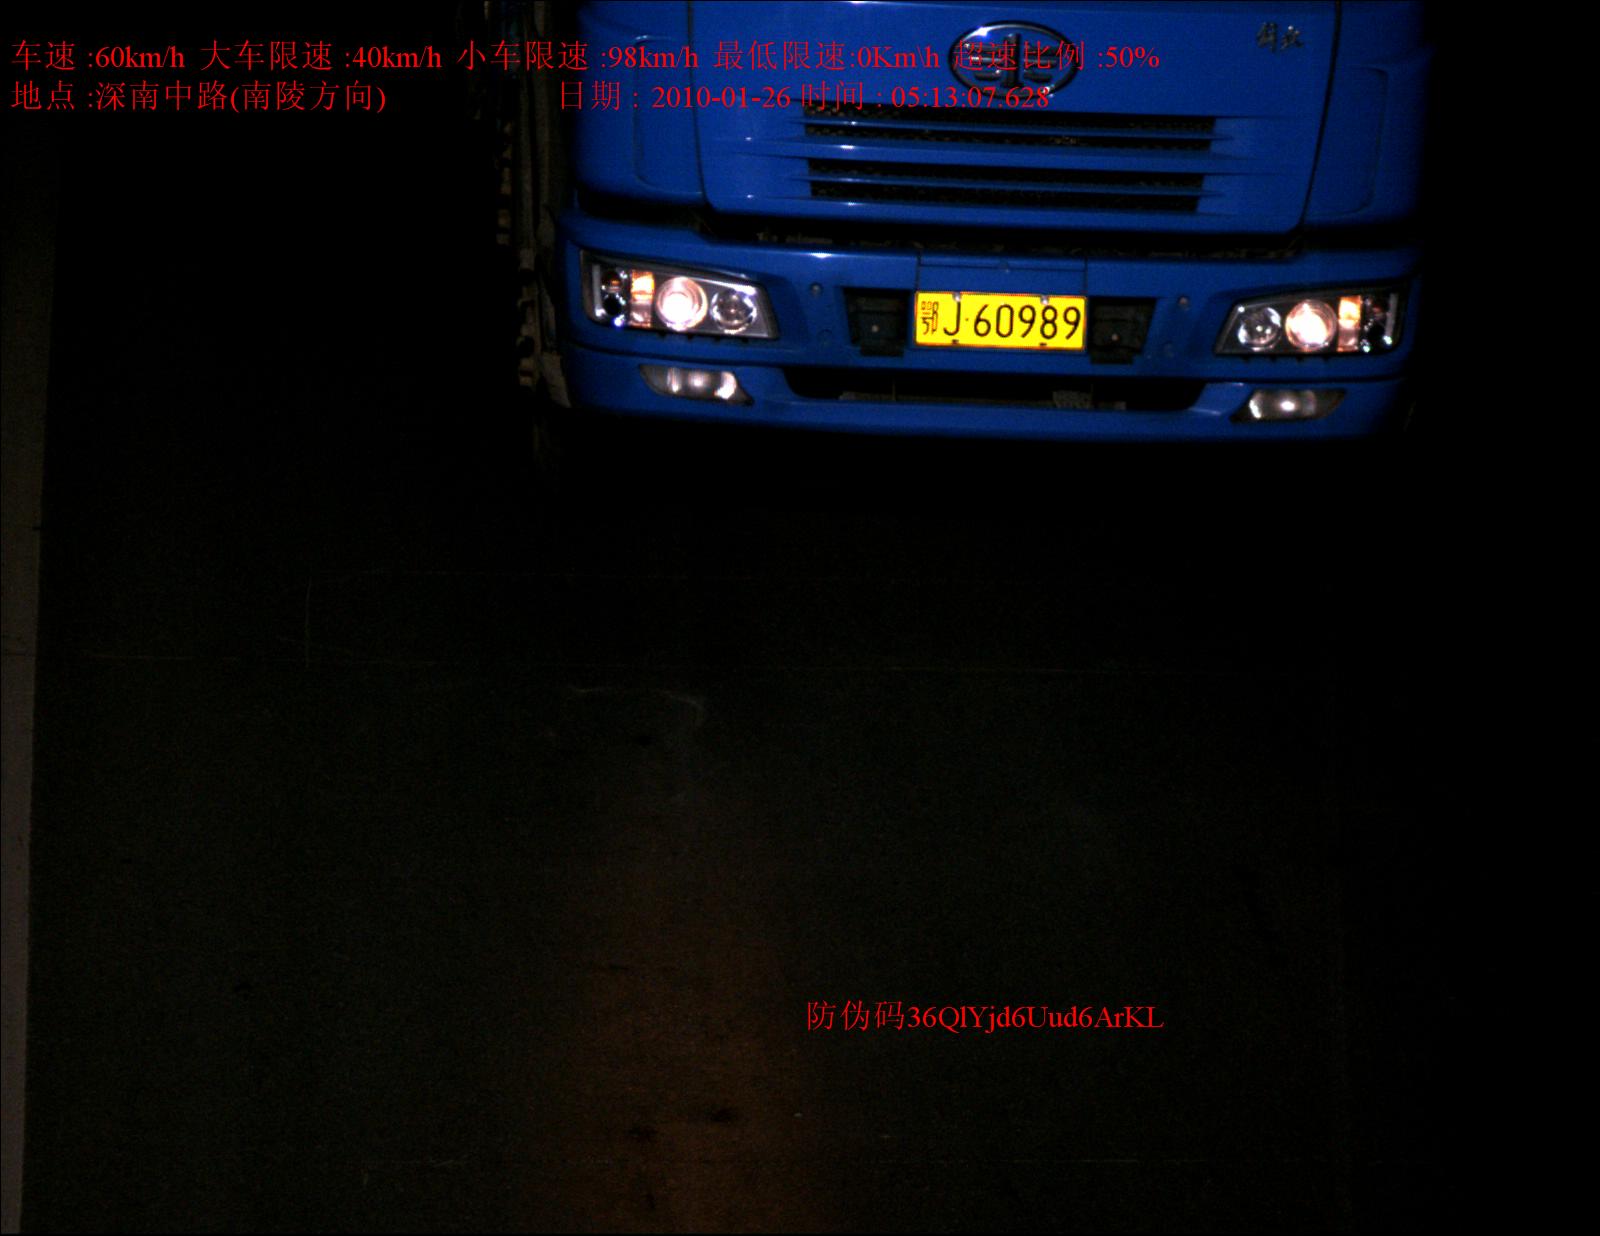 车速:60km/h 大车限速:40km/h 小车限速:98km/h 最低限速:0Km\h 超速比例:50%
地点:深南中路(南陵方向) 日期:2010-01-26 时间:05:13:07.628
解放
鄂J·60989
防伪码36QlYjd6Uud6ArKL